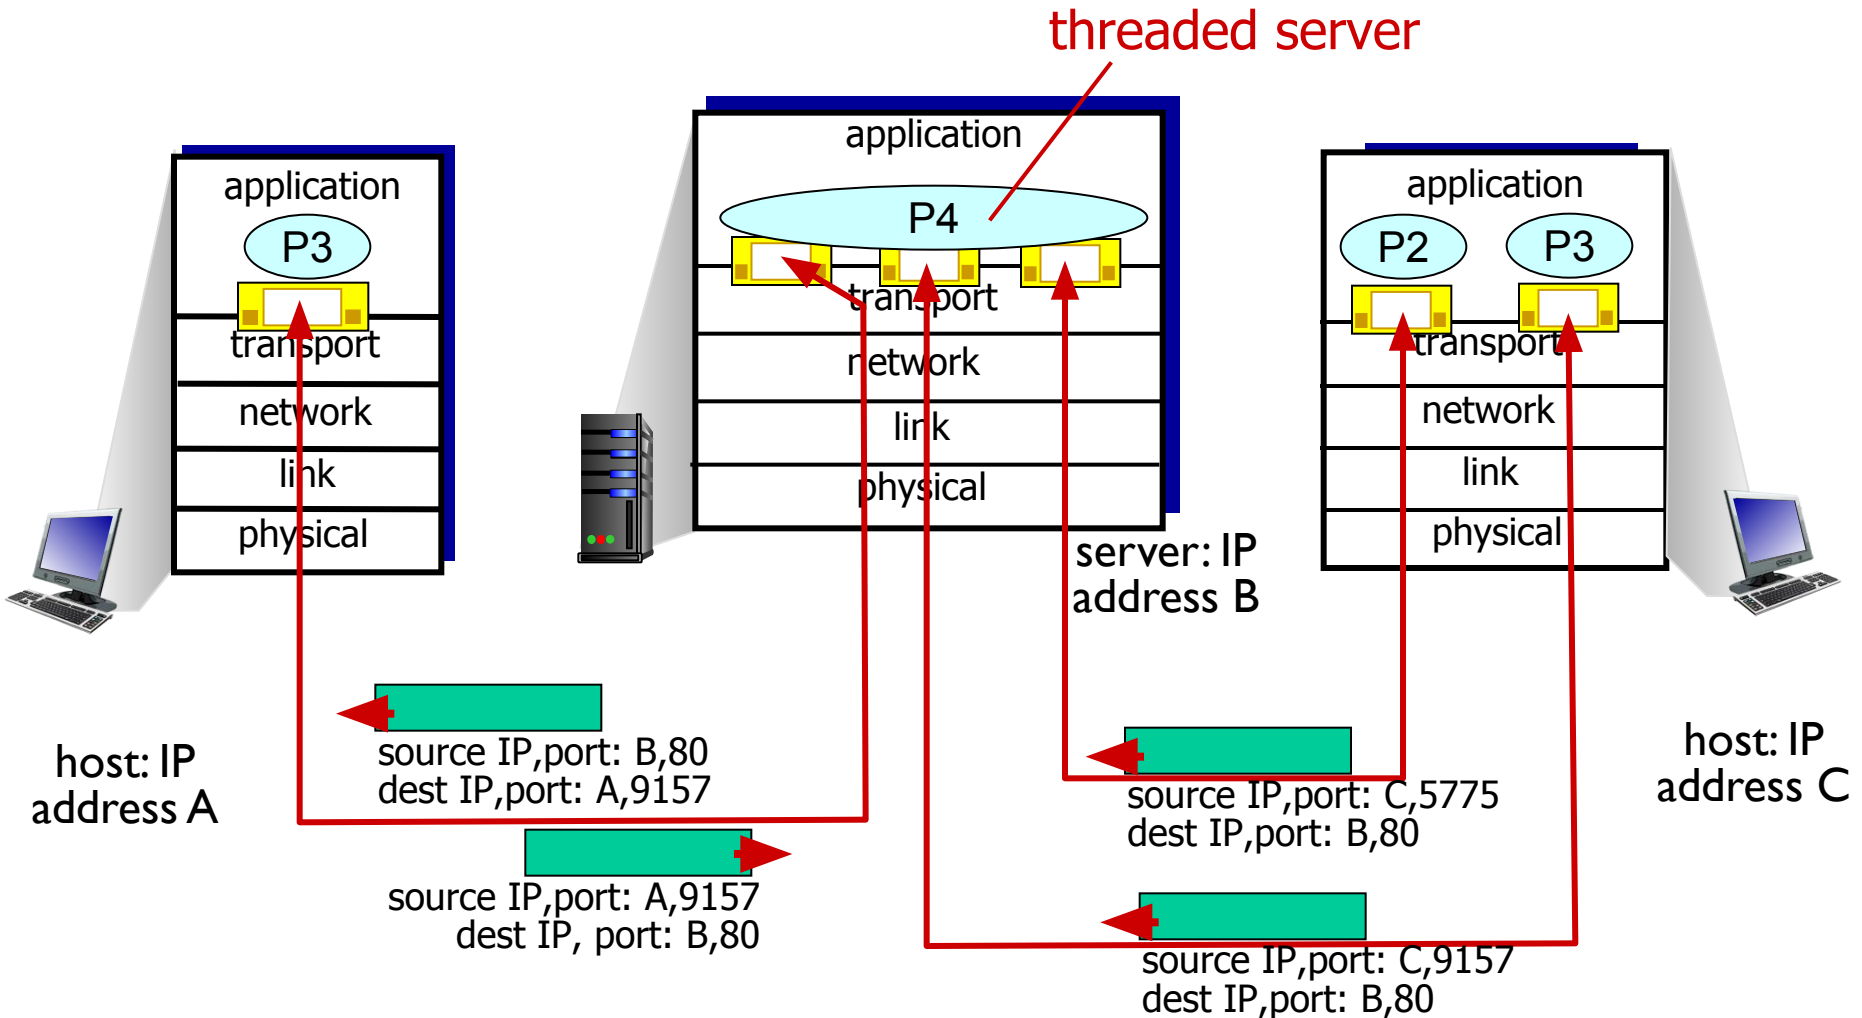 threaded server
application
P3
transport
network
link
physical
application
P4
transport
network
link
physical
application
P2
P3
transport
network
link
physical
server: IP
address B
host: IP
address A
source IP,port: B,80
dest IP,port: A,9157
source IP,port: A,9157
dest IP, port: B,80
source IP,port: C,5775
dest IP,port: B,80
source IP,port: C,9157
dest IP,port: B,80
host: IP
address C